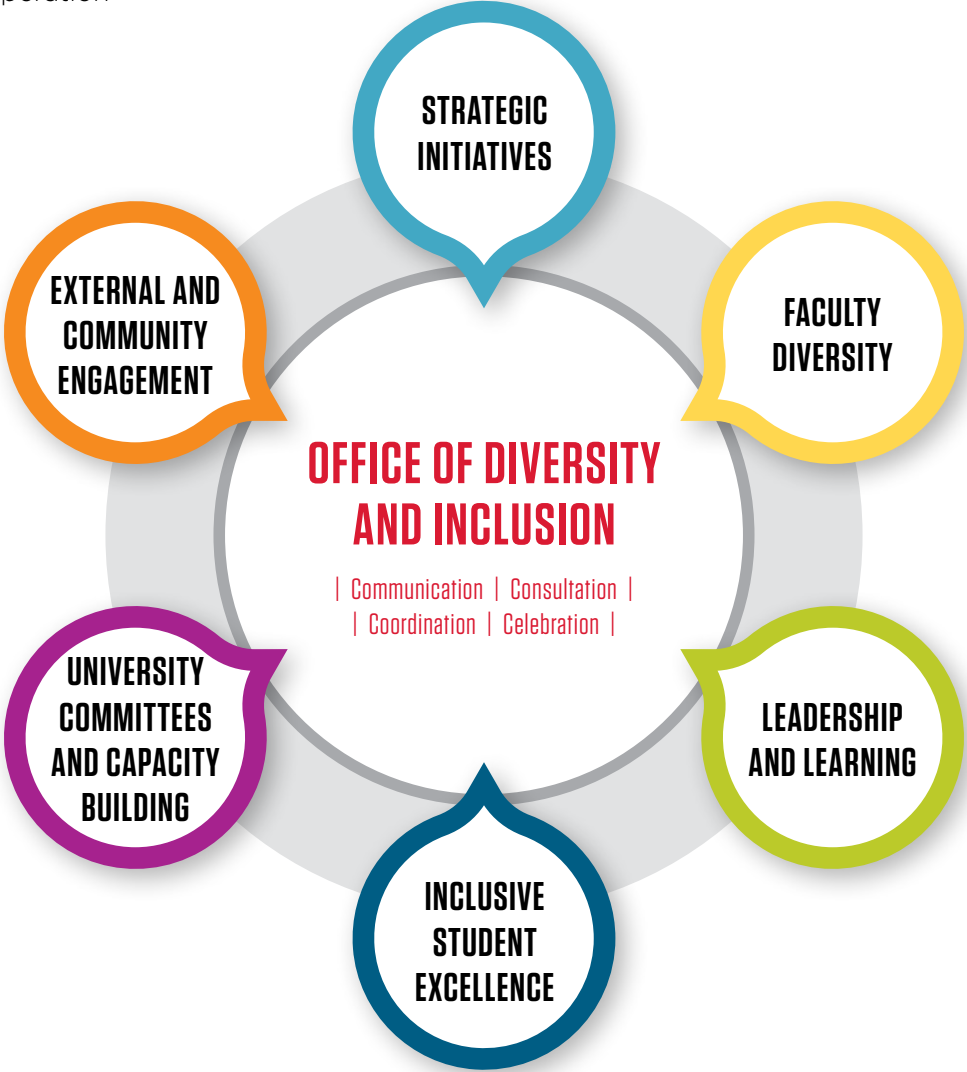 STRATEGIC
INITIATIVES
FACULTY
DIVERSITY
LEADERSHIP
AND LEARNING
INCLUSIVE
STUDENT
EXCELLENCE
UNIVERSITY
COMMITTEES
AND CAPACITY
BUILDING
EXTERNAL AND
COMMUNITY
ENGAGEMENT
OFFICE OF DIVERSITY
AND INCLUSION
| Communication | Consultation |
| Coordination | Celebration |